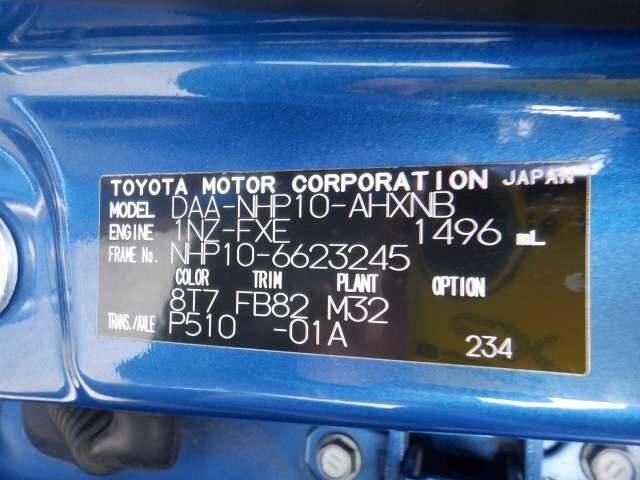 TOYOTA MOTOR CORPORATION JAPAN
MODEL DAA-NHP10-AHXNB
ENGINE 1NZ-FXE 1496 mL
FRAME No. NHP10-6623245
COLOR TRIM PLANT OPTION
8T7 FB82 M32
TRANS./AXLE P510 -01A
234